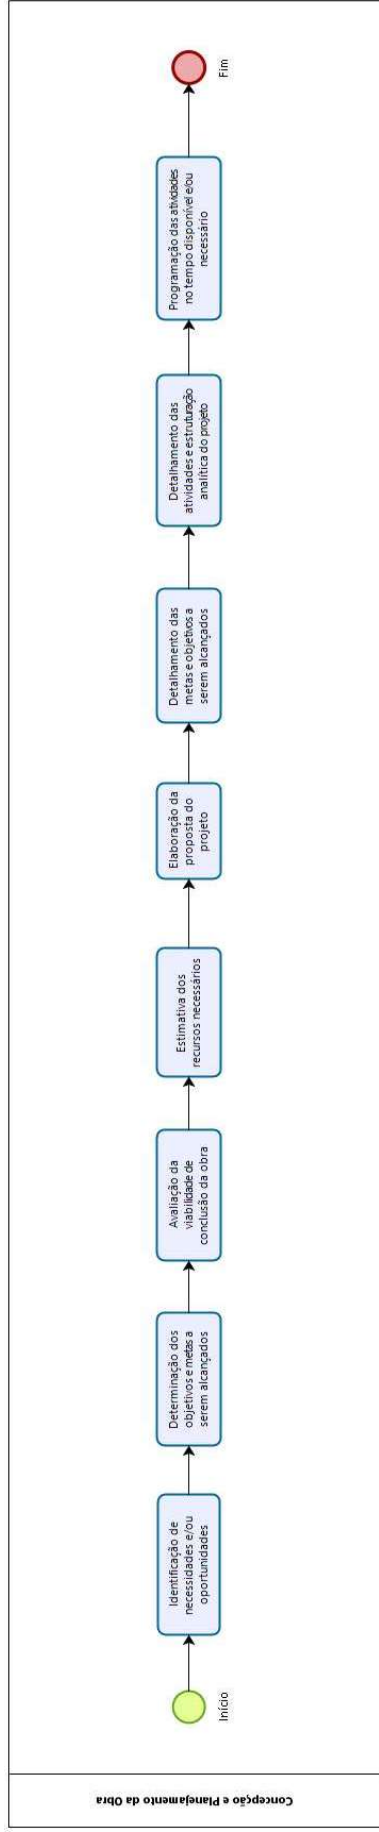 Concepção e Planejamento da Obra
Início
Identificação de
necessidades e/ou
oportunidades
Determinação dos
objetivos e metas a
serem alcançados
Avaliação da
viabilidade de
conclusão da obra
Estimativa dos
recursos necessários
Elaboração da
proposta do
projeto
Detalhamento das
metas e objetivos a
serem alcançados
Detalhamento das
atividades e estruturação
analítica do projeto
Programação das atividades
no tempo disponível e/ou
necessário
Fim